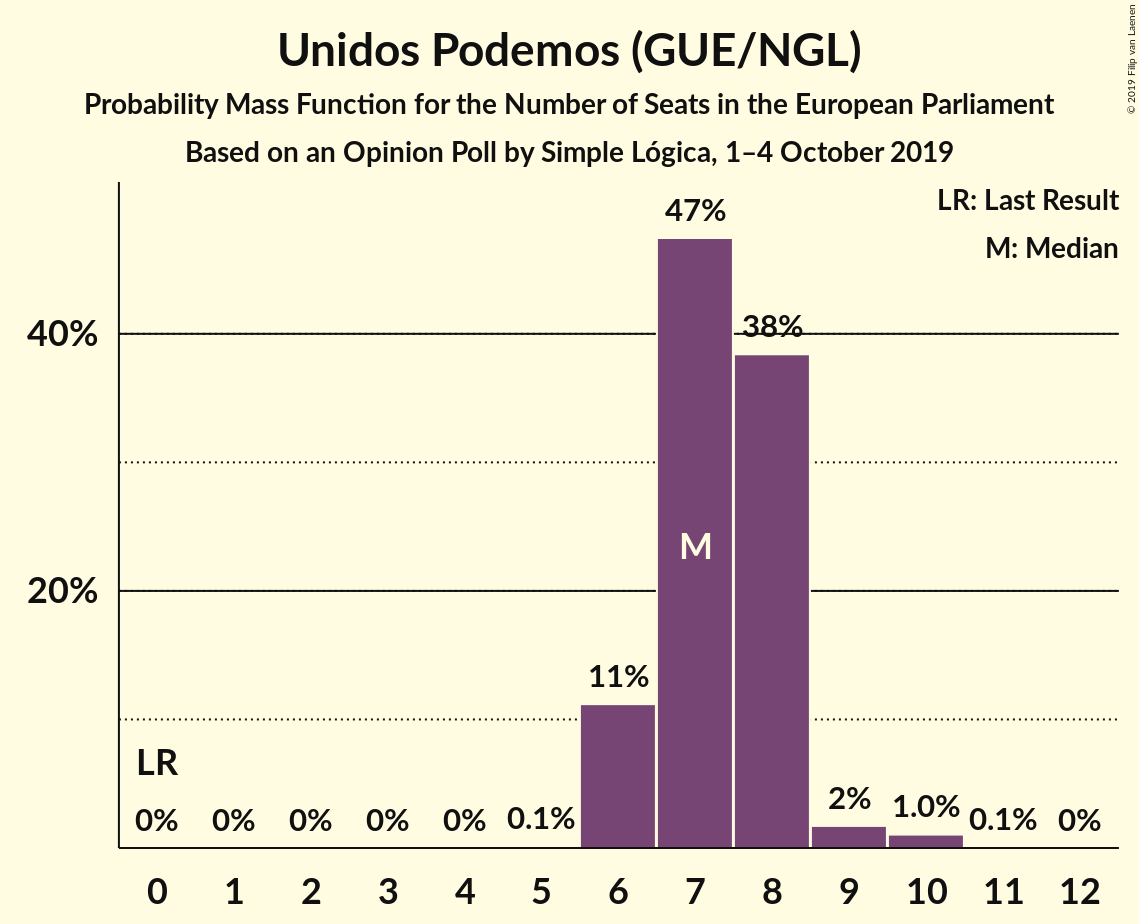 Unidos Podemos (GUE/NGL)
Probability Mass Function for the Number of Seats in the European Parliament
Based on an Opinion Poll by Simple Lógica, 1–4 October 2019
© 2019 Filip van Laenen
LR: Last Result
M: Median
47%
40%
38%
M
20%
11%
LR
0% 0% 0% 0% 0% 0.1% 2% 1.0% 0.1% 0%
0 1 2 3 4 5 6 7 8 9 10 11 12